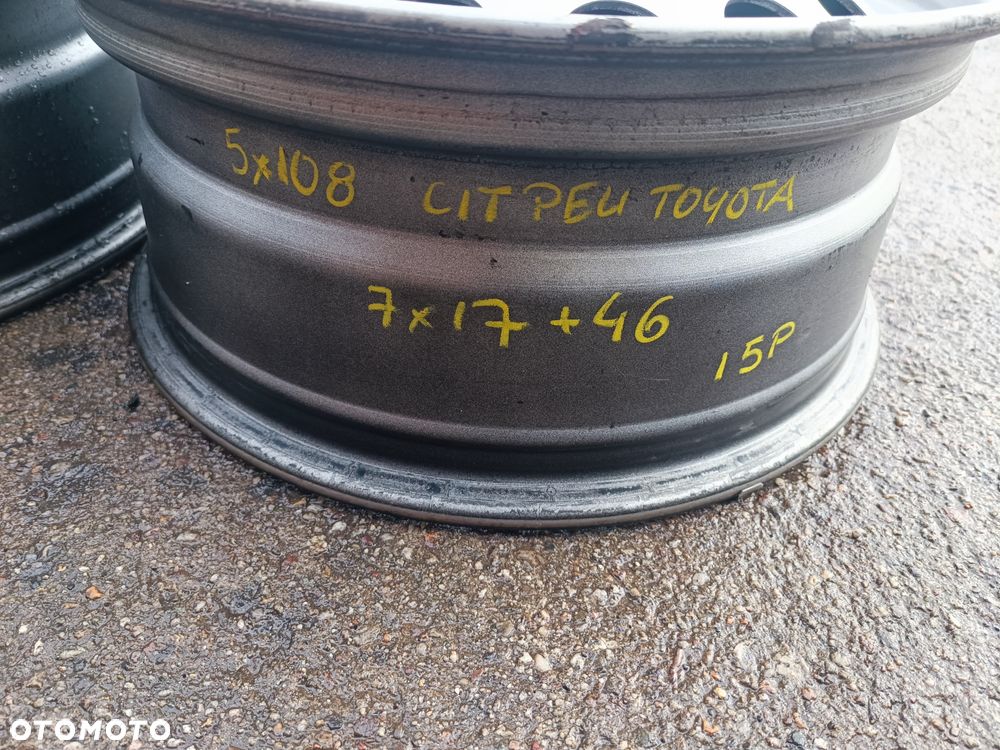 5x108 CIT PEU TOYOTA
7x17 +46
15P
OTOMOTO